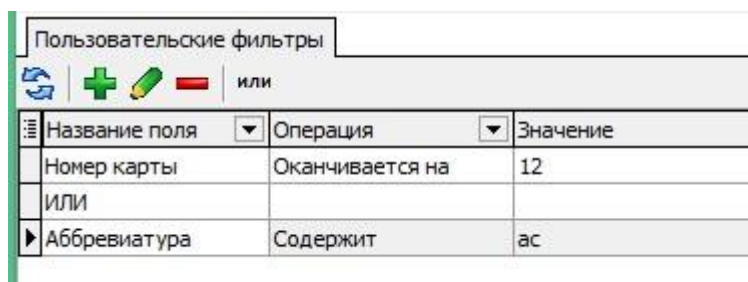 Пользовательские фильтры
или
Название поля Операция Значение
Номер карты Оканчивается на 12
ИЛИ
Аббревиатура Содержит ас